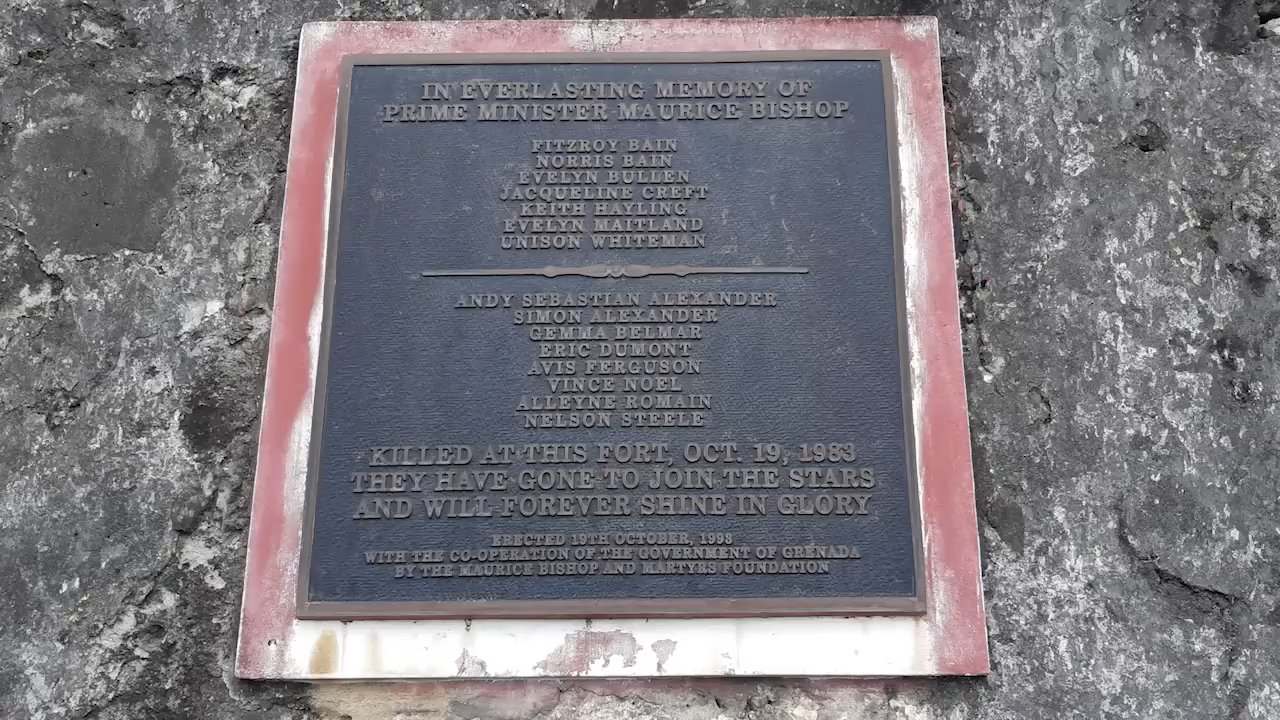 IN EVERLASTING MEMORY OF
PRIME MINISTER MAURICE BISHOP
FITZROY BAIN
NORRIS BAIN
EVELYN BULLEN
JACQUELINE CREFT
KEITH HAYLING
EVELYN MAITLAND
UNISON WHITEMAN
ANDY SEBASTIAN ALEXANDER
SIMON ALEXANDER
GEMMA BELMAR
ERIC DUMONT
AVIS FERGUSON
VINCE NOEL
ALLEYNE ROMAIN
NELSON STEELE
KILLED AT THIS FORT, OCT. 19, 1983
THEY HAVE GONE TO JOIN THE STARS
AND WILL FOREVER SHINE IN GLORY
ERECTED 19TH OCTOBER, 1993
WITH THE CO-OPERATION OF THE GOVERNMENT OF GRENADA
BY THE MAURICE BISHOP AND MARTYRS FOUNDATION